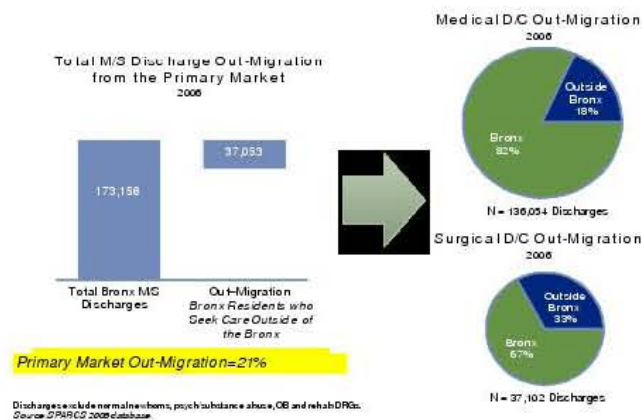 Total M/S Discharge Out-Migration
from the Primary Market
2006
173,156
37,053
Total Bronx M/S
Discharges
Out-Migration
Bronx Residents who
Seek Care Outside of
the Bronx
Primary Market Out-Migration=21%
Medical D/C Out-Migration
2006
Outside
Bronx
18%
Bronx
82%
N = 136,054 Discharges
Surgical D/C Out-Migration
2006
Outside
Bronx
33%
Bronx
67%
N = 37,102 Discharges
Discharges exclude normal newborns, psych/substance abuse, OB and rehab DRGs.
Source: SPARCS 2006 database